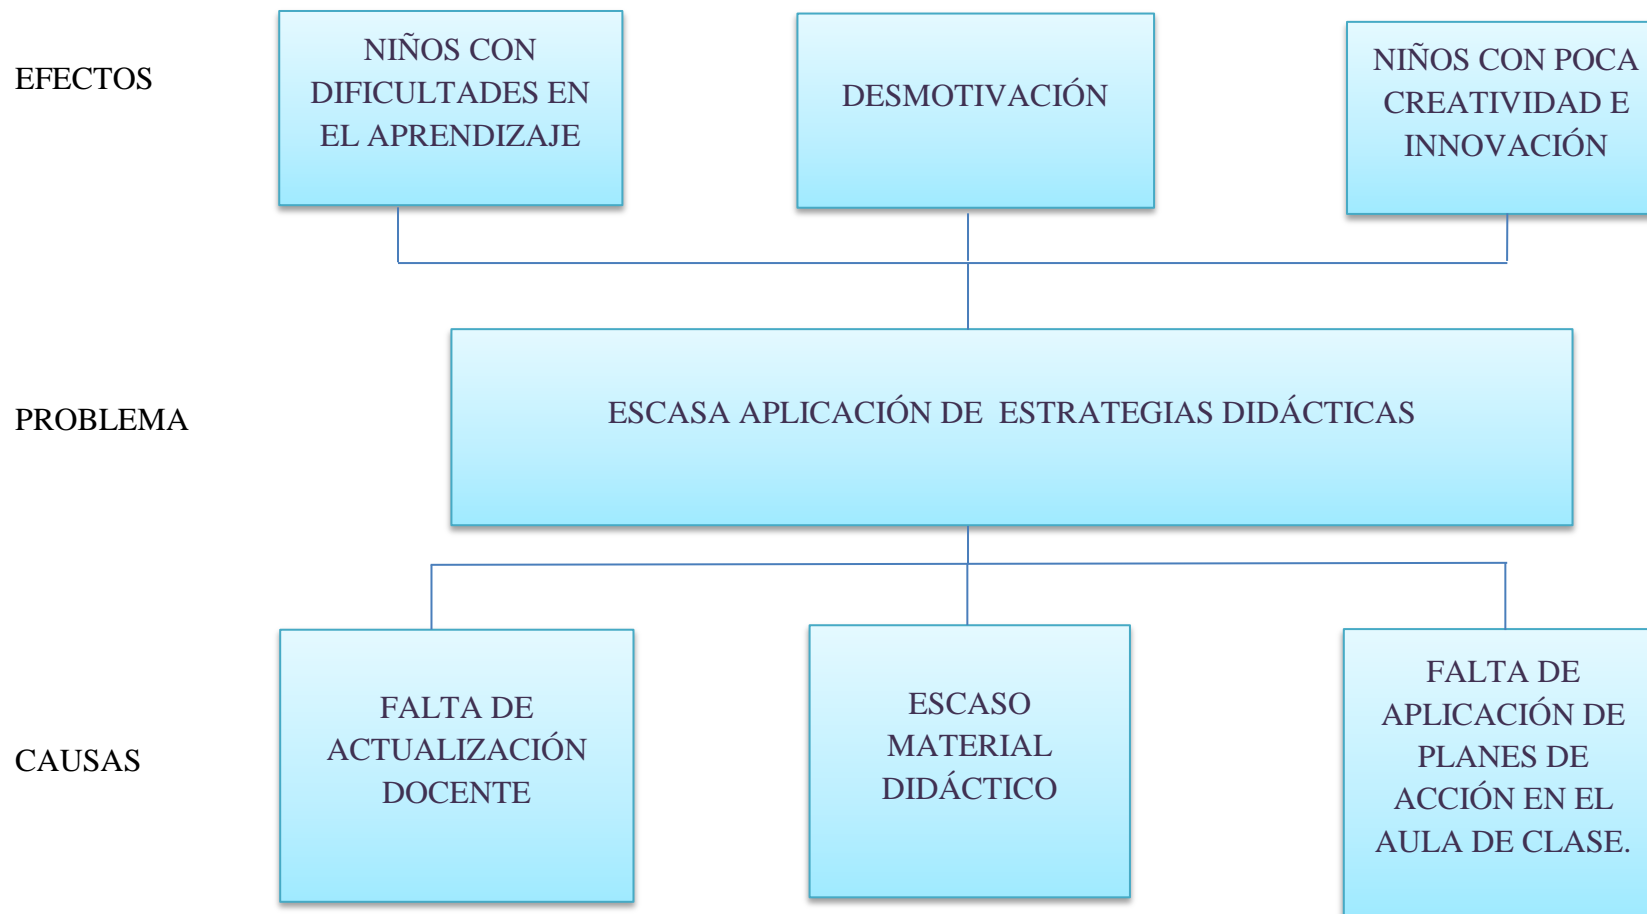 EFECTOS
NIÑOS CON
DIFICULTADES EN
EL APRENDIZAJE
DESMOTIVACIÓN
NIÑOS CON POCA
CREATIVIDAD E
INNOVACIÓN
PROBLEMA
ESCASA APLICACIÓN DE  ESTRATEGIAS DIDÁCTICAS
CAUSAS
FALTA DE
ACTUALIZACIÓN
DOCENTE
ESCASO
MATERIAL
DIDÁCTICO
FALTA DE
APLICACIÓN DE
PLANES DE
ACCIÓN EN EL
AULA DE CLASE.